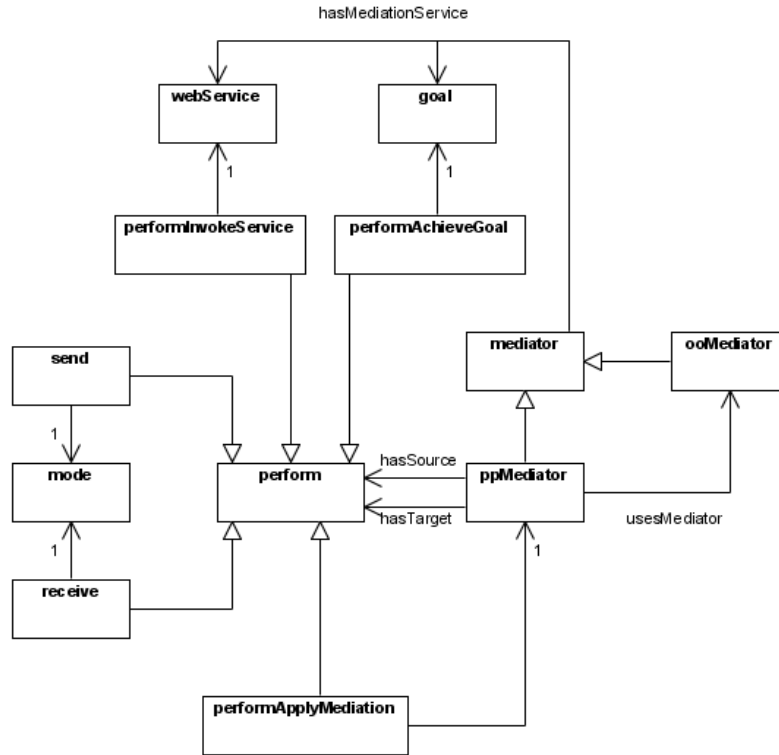 hasMediationService
webService
goal
1
1
performInvokeService
performAchieveGoal
send
mediator
ooMediator
1
mode
perform
hasSource
ppMediator
hasTarget
usesMediator
1
1
receive
performApplyMediation